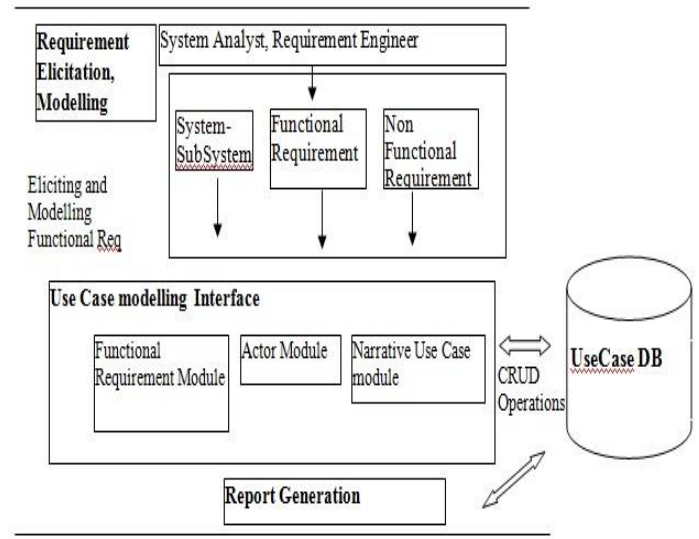 Requirement
Elicitation,
Modelling
System Analyst, Requirement Engineer
System-
SubSystem
Functional
Requirement
Non
Functional
Requirement
Eliciting and
Modelling
Functional Req
Use Case modelling Interface
Functional
Requirement Module
Actor Module
Narrative Use Case
module
CRUD
Operations
UseCase DB
Report Generation